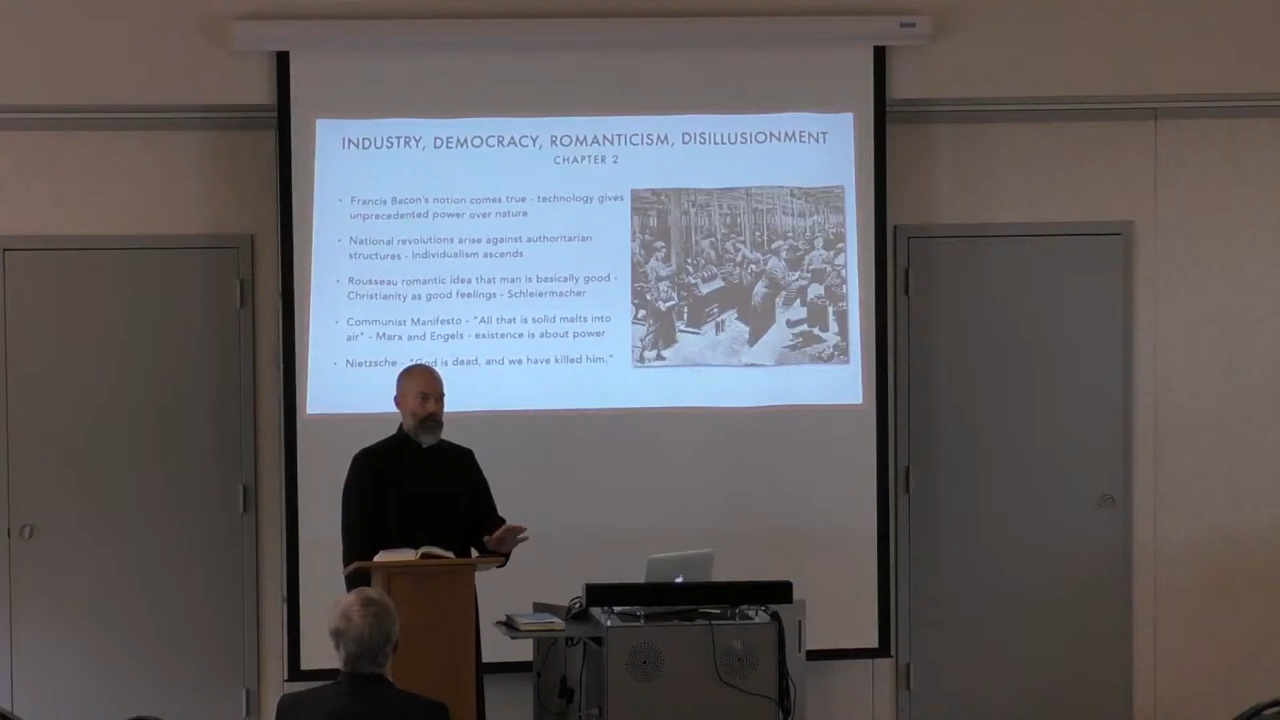 INDUSTRY, DEMOCRACY, ROMANTICISM, DISILLUSIONMENT
CHAPTER 2
• Francis Bacon's notion comes true - technology gives
unprecedented power over nature
• National revolutions arise against authoritarian
structures - Individualism ascends
• Rousseau romantic idea that man is basically good -
Christianity as good feelings - Schleiermacher
• Communist Manifesto - "All that is solid melts into
air" - Marx and Engels - existence is about power
• Nietzsche - "God is dead, and we have killed him."